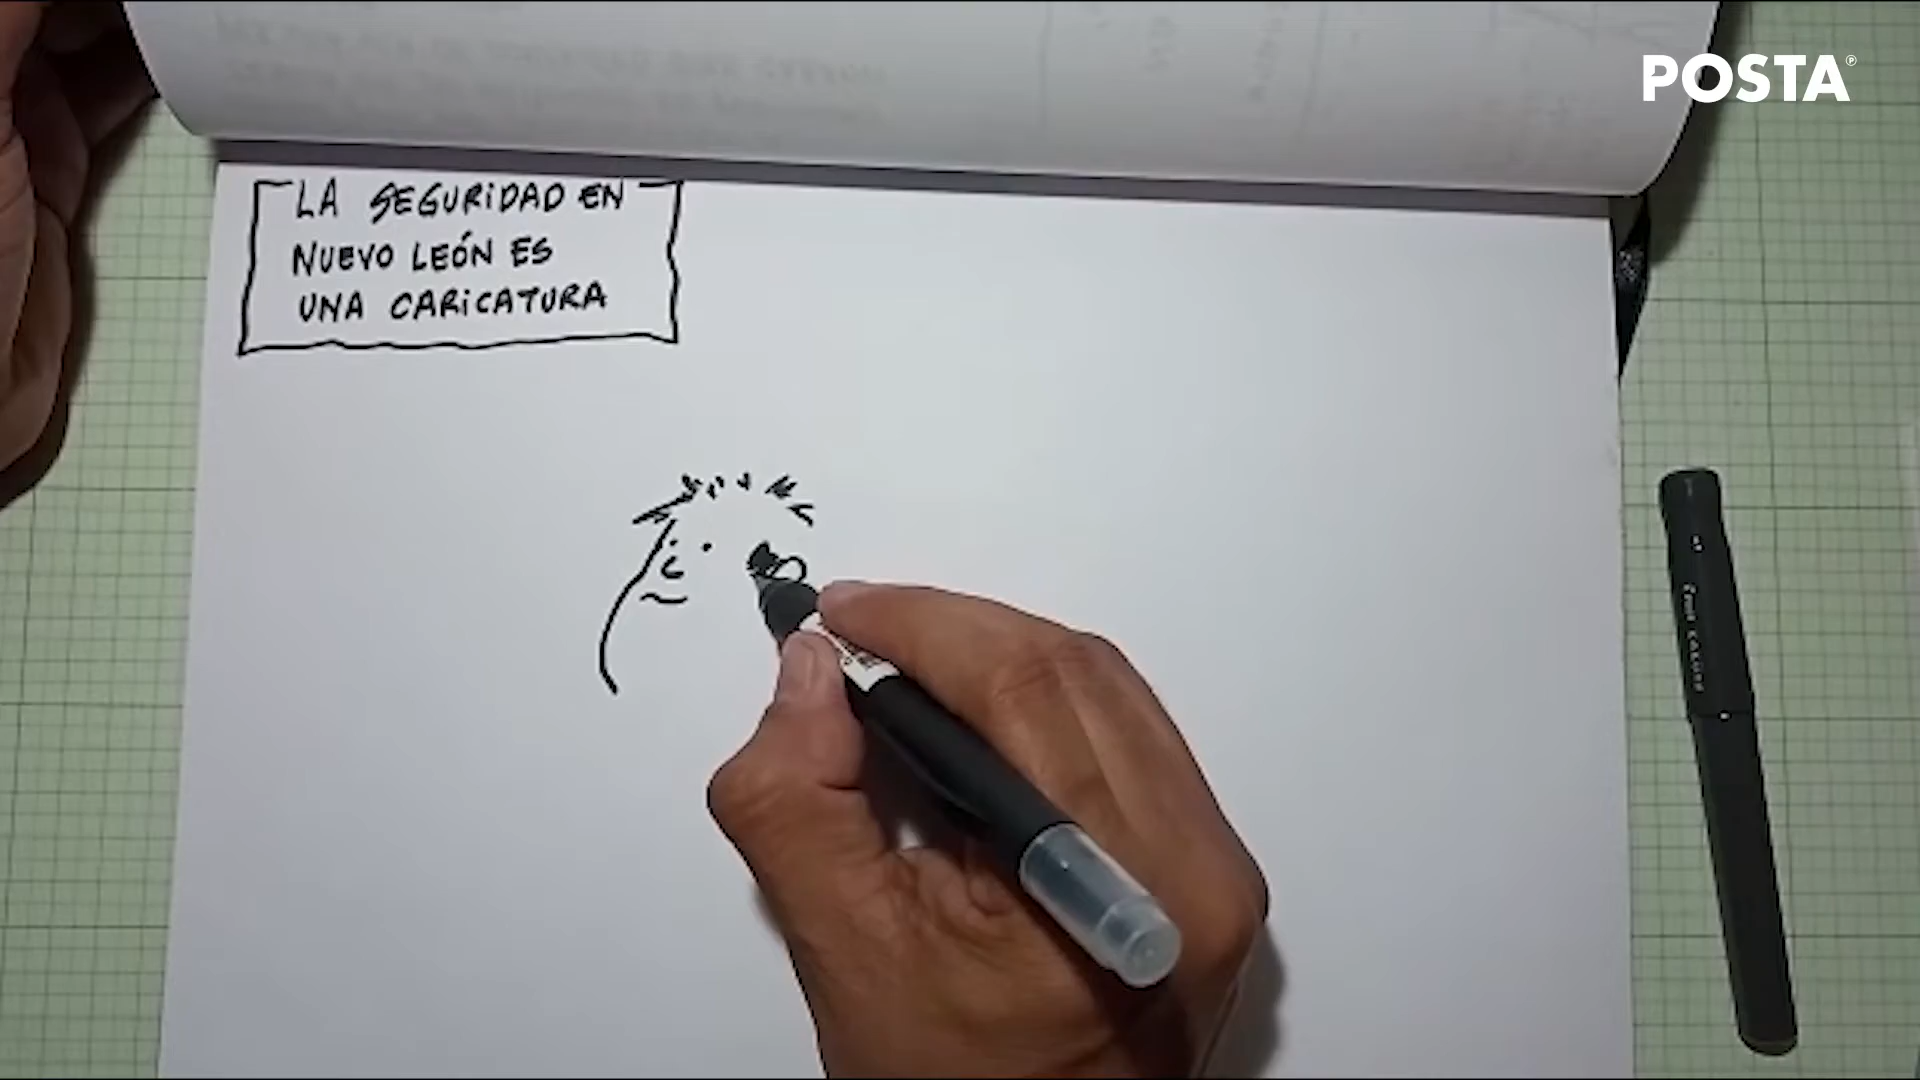 POSTA
LA SEGURIDAD EN
NUEVO LEÓN ES
UNA CARICATURA